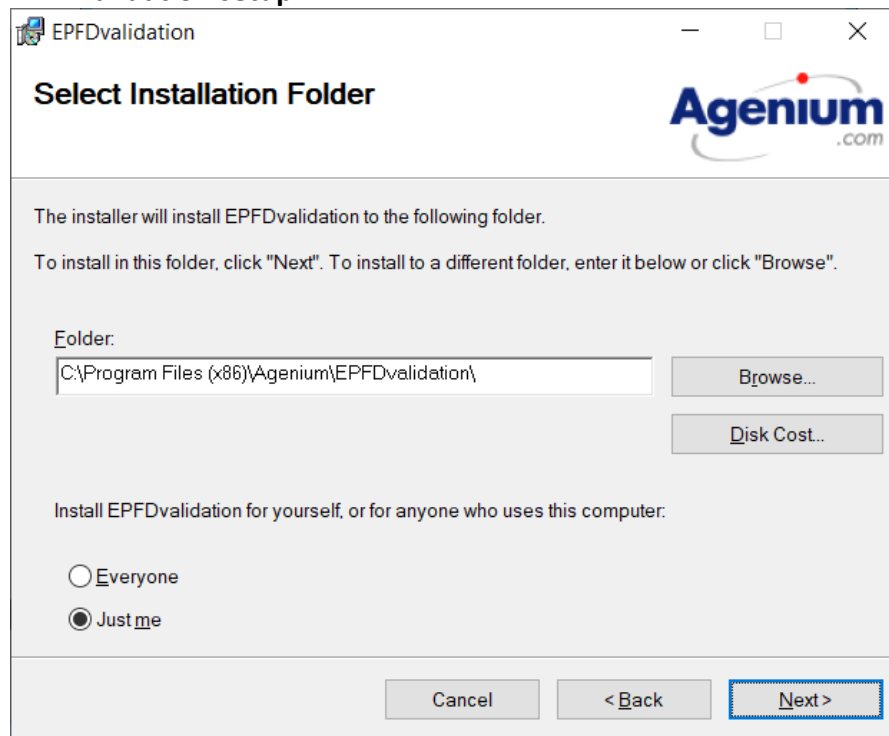 EPFDvalidation
Select Installation Folder
Agenium
.com
The installer will install EPFDvalidation to the following folder.
To install in this folder, click "Next". To install to a different folder, enter it below or click "Browse".
Folder:
C:\Program Files (x86)\Agenium\EPFDvalidation\
Browse...
Disk Cost...
Install EPFDvalidation for yourself, or for anyone who uses this computer:
Everyone
Just me
Cancel
< Back
Next >